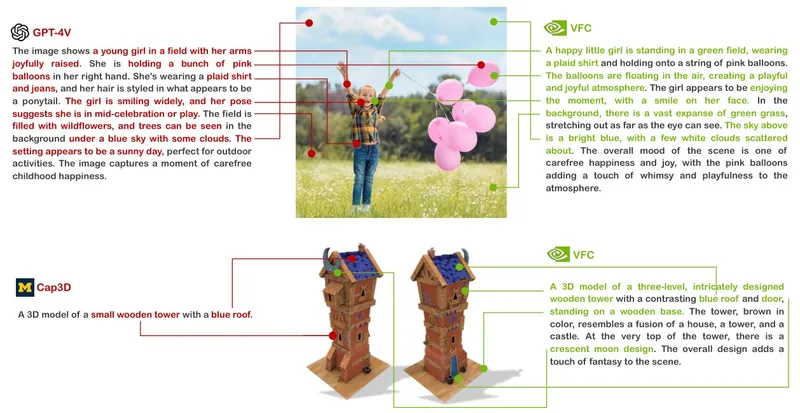 GPT-4V
The image shows a young girl in a field with her arms
joyfully raised. She is holding a bunch of pink
balloons in her right hand. She's wearing a plaid shirt
and jeans, and her hair is styled in what appears to be
a ponytail. The girl is smiling widely, and her pose
suggests she is in mid-celebration or play. The field is
filled with wildflowers, and trees can be seen in the
background under a blue sky with some clouds. The
setting appears to be a sunny day, perfect for outdoor
activities. The image captures a moment of carefree
childhood happiness.
VFC
A happy little girl is standing in a green field, wearing
a plaid shirt and holding onto a string of pink balloons.
The balloons are floating in the air, creating a playful
and joyful atmosphere. The girl appears to be enjoying
the moment, with a smile on her face. In the
background, there is a vast expanse of green grass,
stretching out as far as the eye can see. The sky above
is a bright blue, with a few white clouds scattered
about. The overall mood of the scene is one of
carefree happiness and joy, with the pink balloons
adding a touch of whimsy and playfulness to the
atmosphere.
M
Cap3D
A 3D model of a small wooden tower with a blue roof.
VFC
A 3D model of a three-level, intricately designed
wooden tower with a contrasting blue roof and door,
standing on a wooden base. The tower, brown in
color, resembles a fusion of a house, a tower, and a
castle. At the very top of the tower, there is a
crescent moon design. The overall design adds a
touch of fantasy to the scene.